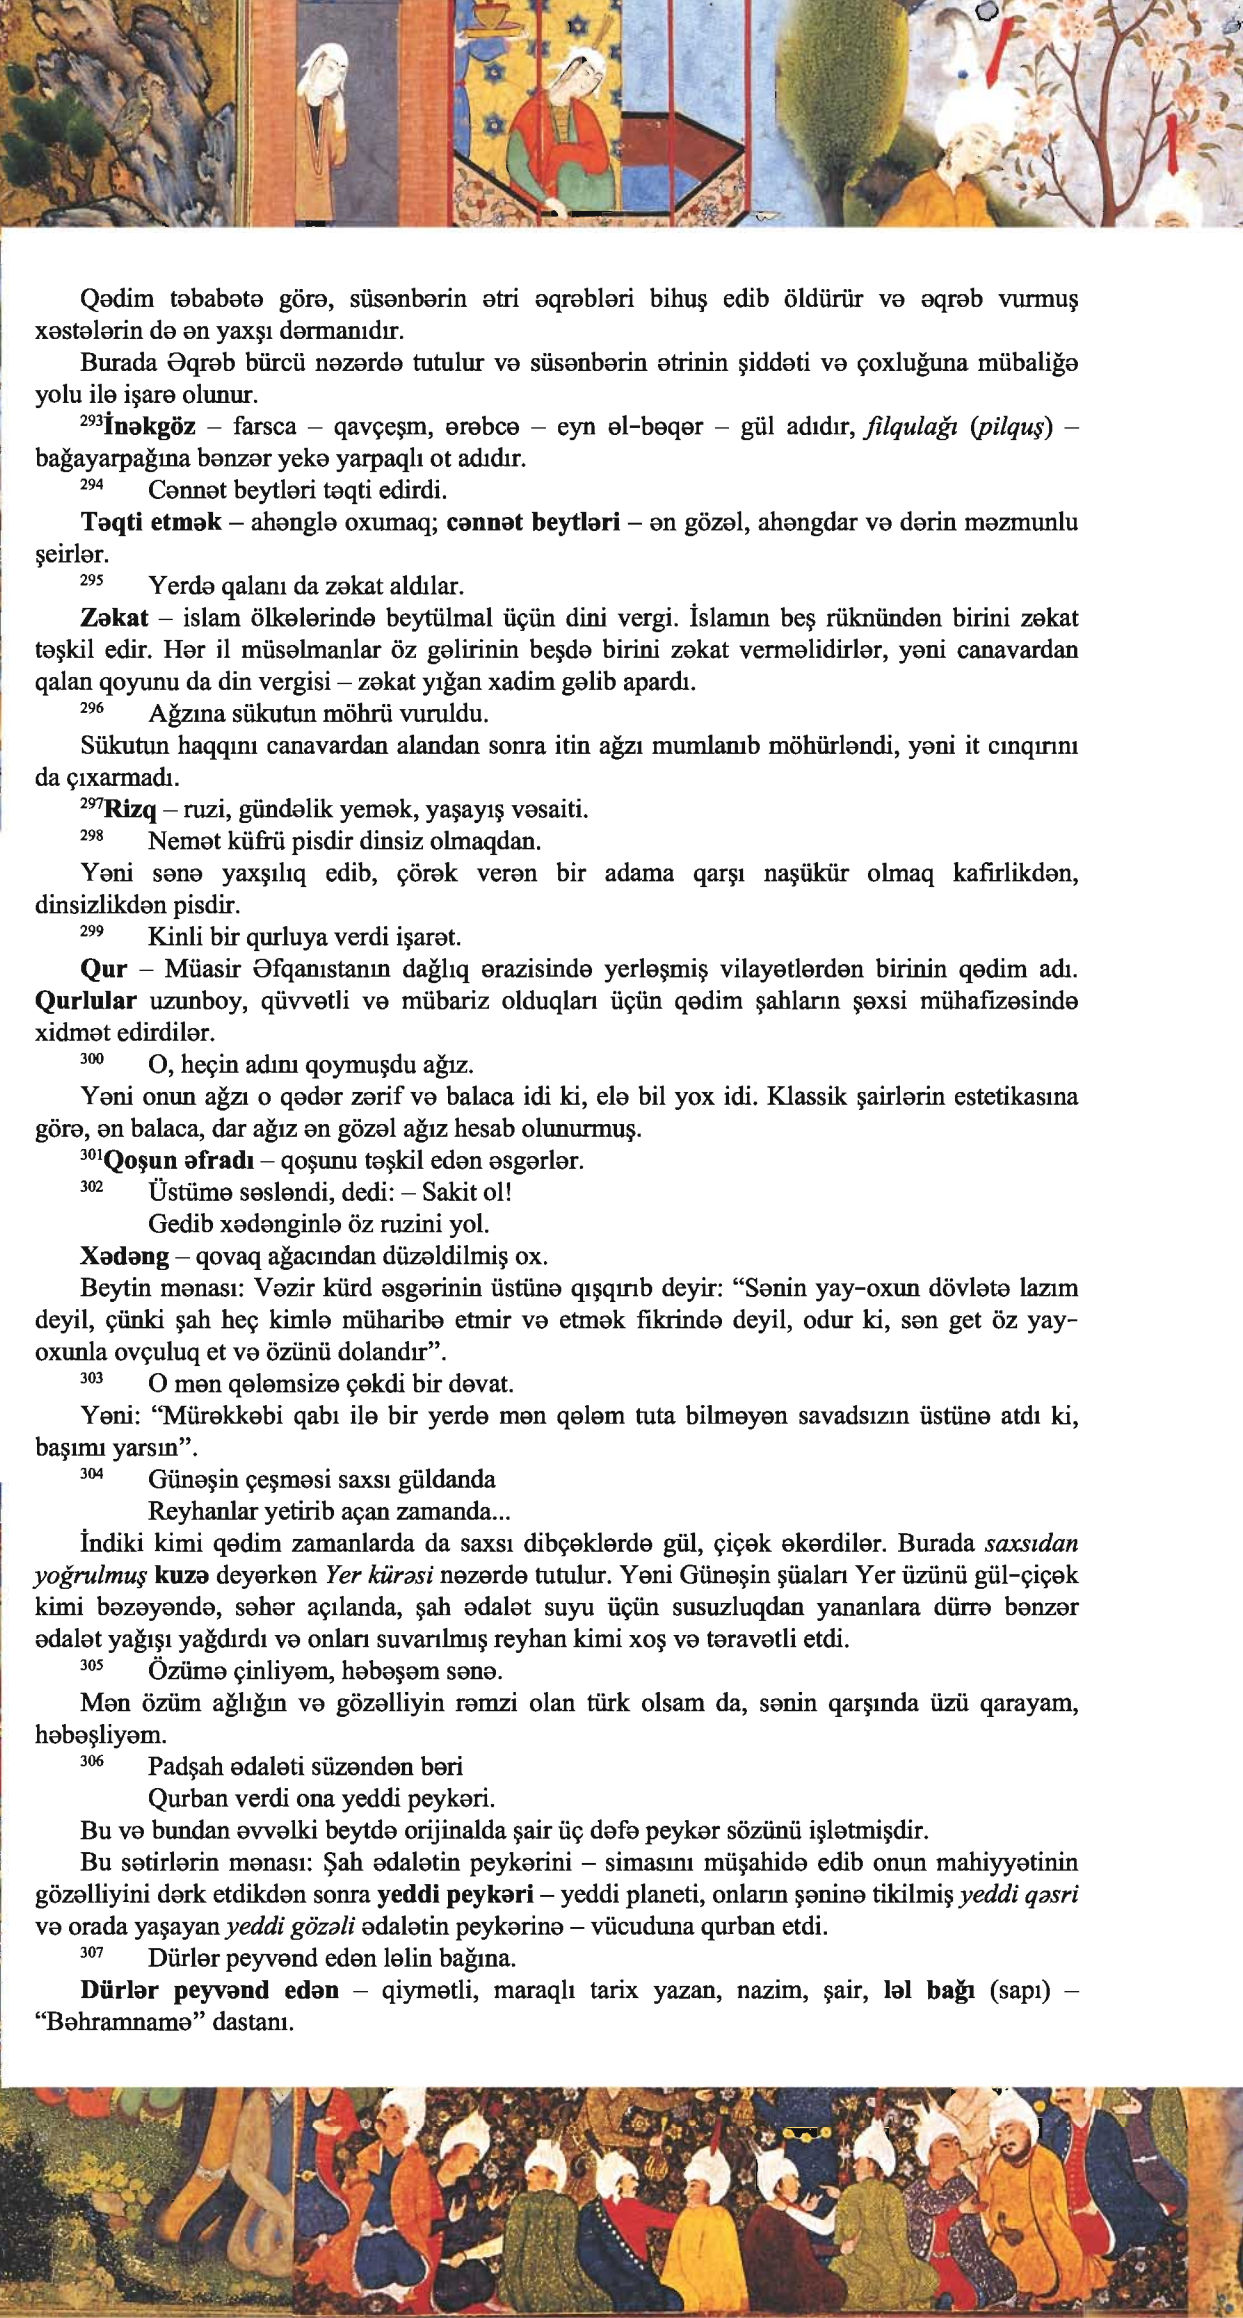 Qədim təbabətə görə, süsənbərin ətri əqrəbləri bihuş edib öldürür və əqrəb vurmuş
xəstələrin də ən yaxşı dərmanıdır.
Burada Əqrəb bürcü nəzərdə tutulur və süsənbərin ətrinin şiddəti və çoxluğuna mübaliğə
yolu ilə işarə olunur.
293İnəkgöz – farsca – qavçeşm, ərəbcə – eyn əl-bəqər – gül adıdır, filqulağı (pilquş) –
bağayarpağına bənzər yekə yarpaqlı ot adıdır.
294 Cənnət beytləri təqti edirdi.
Təqti etmək – ahənglə oxumaq; cənnət beytləri – ən gözəl, ahəngdar və dərin məzmunlu
şeirlər.
295 Yerdə qalanı da zəkat aldılar.
Zəkat – islam ölkələrində beytülmal üçün dini vergi. İslamın beş rüknündən birini zəkat
təşkil edir. Hər il müsəlmanlar öz gəlirinin beşdə birini zəkat verməlidirlər, yəni canavardan
qalan qoyunu da din vergisi – zəkat yığan xadim gəlib apardı.
296 Ağzına sükutun möhrü vuruldu.
Sükutun haqqını canavardan alandan sonra itin ağzı mumlanıb möhürləndi, yəni it cınqırını
da çıxarmadı.
297Rizq – ruzi, gündəlik yemək, yaşayış vəsaiti.
298 Nemət küfrü pisdir dinsiz olmaqdan.
Yəni sənə yaxşılıq edib, çörək verən bir adama qarşı naşükür olmaq kafirlikdən,
dinsizlikdən pisdir.
299 Kinli bir qurluya verdi işarət.
Qur – Müasir Əfqanıstanın dağlıq ərazisində yerləşmiş vilayətlərdən birinin qədim adı.
Qurlular uzunboy, qüvvətli və mübariz olduqları üçün qədim şahların şəxsi mühafizəsində
xidmət edirdilər.
300 O, heçin adını qoymuşdu ağız.
Yəni onun ağzı o qədər zərif və balaca idi ki, elə bil yox idi. Klassik şairlərin estetikasına
görə, ən balaca, dar ağız ən gözəl ağız hesab olunurmuş.
301Qoşun əfradı – qoşunu təşkil edən əsgərlər.
302 Üstümə səsləndi, dedi: – Sakit ol!
Gedib xədənginlə öz ruzini yol.
Xədəng – qovaq ağacından düzəldilmiş ox.
Beytin mənası: Vəzir kürd əsgərinin üstünə qışqırıb deyir: “Sənin yay-oxun dövlətə lazım
deyil, çünki şah heç kimlə müharibə etmir və etmək fikrində deyil, odur ki, sən get öz yay-
oxunla ovçuluq et və özünü dolandır”.
303 O mən qələmsizə çəkdi bir dəvat.
Yəni: “Mürəkkəbi qabı ilə bir yerdə mən qələm tuta bilməyən savadsızın üstünə atdı ki,
başımı yarsın”.
304 Günəşin çeşməsi saxsı güldanda
Reyhanlar yetirib açan zamanda...
İndiki kimi qədim zamanlarda da saxsı dibçəklərdə gül, çiçək əkərdilər. Burada saxsıdan
yoğrulmuş kuzə deyərkən Yer kürəsi nəzərdə tutulur. Yəni Günəşin şüaları Yer üzünü gül-çiçək
kimi bəzəyəndə, səhər açılanda, şah ədalət suyu üçün susuzluqdan yananlara dürrə bənzər
ədalət yağışı yağdırdı və onları suvarılmış reyhan kimi xoş və təravətli etdi.
305 Özümə çinliyəm, həbəşəm sənə.
Mən özüm ağlığın və gözəlliyin rəmzi olan türk olsam da, sənin qarşında üzü qarayam,
həbəşliyəm.
306 Padşah ədaləti süzəndən bəri
Qurban verdi ona yeddi peykəri.
Bu və bundan əvvəlki beytdə orijinalda şair üç dəfə peykər sözünü işlətmişdir.
Bu sətirlərin mənası: Şah ədalətin peykərini – simasını müşahidə edib onun mahiyyətinin
gözəlliyini dərk etdikdən sonra yeddi peykəri – yeddi planeti, onların şəninə tikilmiş yeddi qəsri
və orada yaşayan yeddi gözəli ədalətin peykərinə – vücuduna qurban etdi.
307 Dürlər peyvənd edən ləlin bağına.
Dürlər peyvənd edən – qiymətli, maraqlı tarix yazan, nazim, şair, ləl bağı (sapı) –
“Bəhramnamə” dastanı.